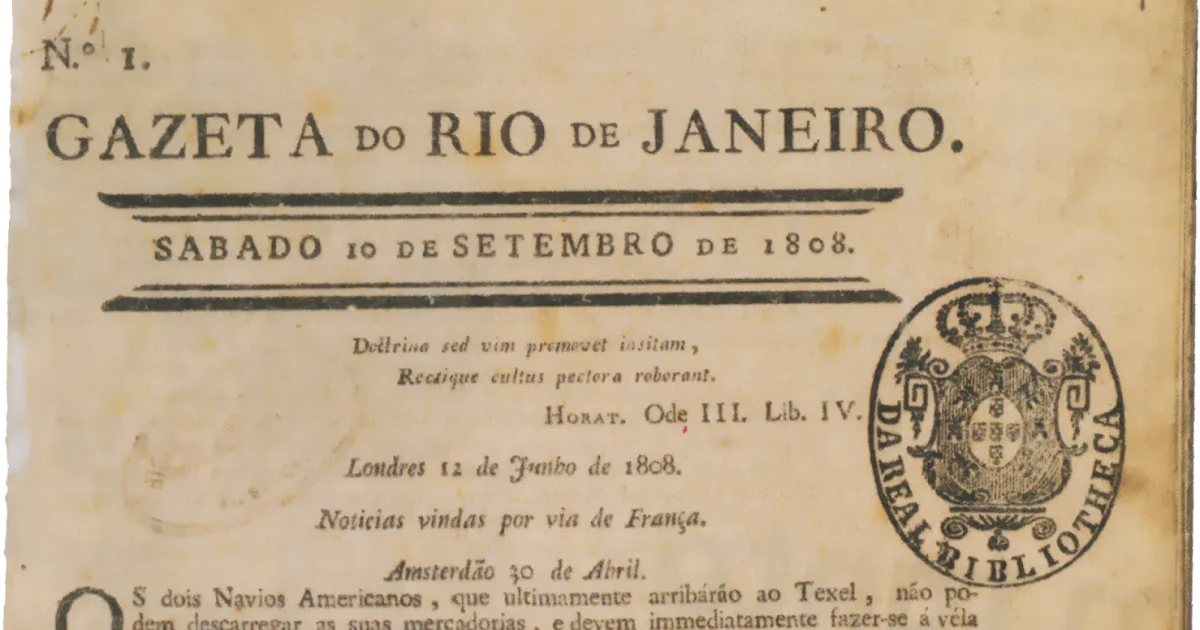 N.º 1.
GAZETA DO RIO DE JANEIRO.
SABADO 10 DE SETEMBRO DE 1808.
Doctrina sed vim promovet insitam,
Rectique cultus pectora roborant.
HORAT. Ode III. Lib. IV.
Londres 12 de Junho de 1808.
Noticias vindas por via de França.
Amsterdão 30 de Abril.
OS dois Navios Americanos, que ultimamente arribárão ao Texel, não po-
dem descarregar as suas mercadorias, e devem immediatamente fazer-se á véla
DA REAL BIBLIOTHECA